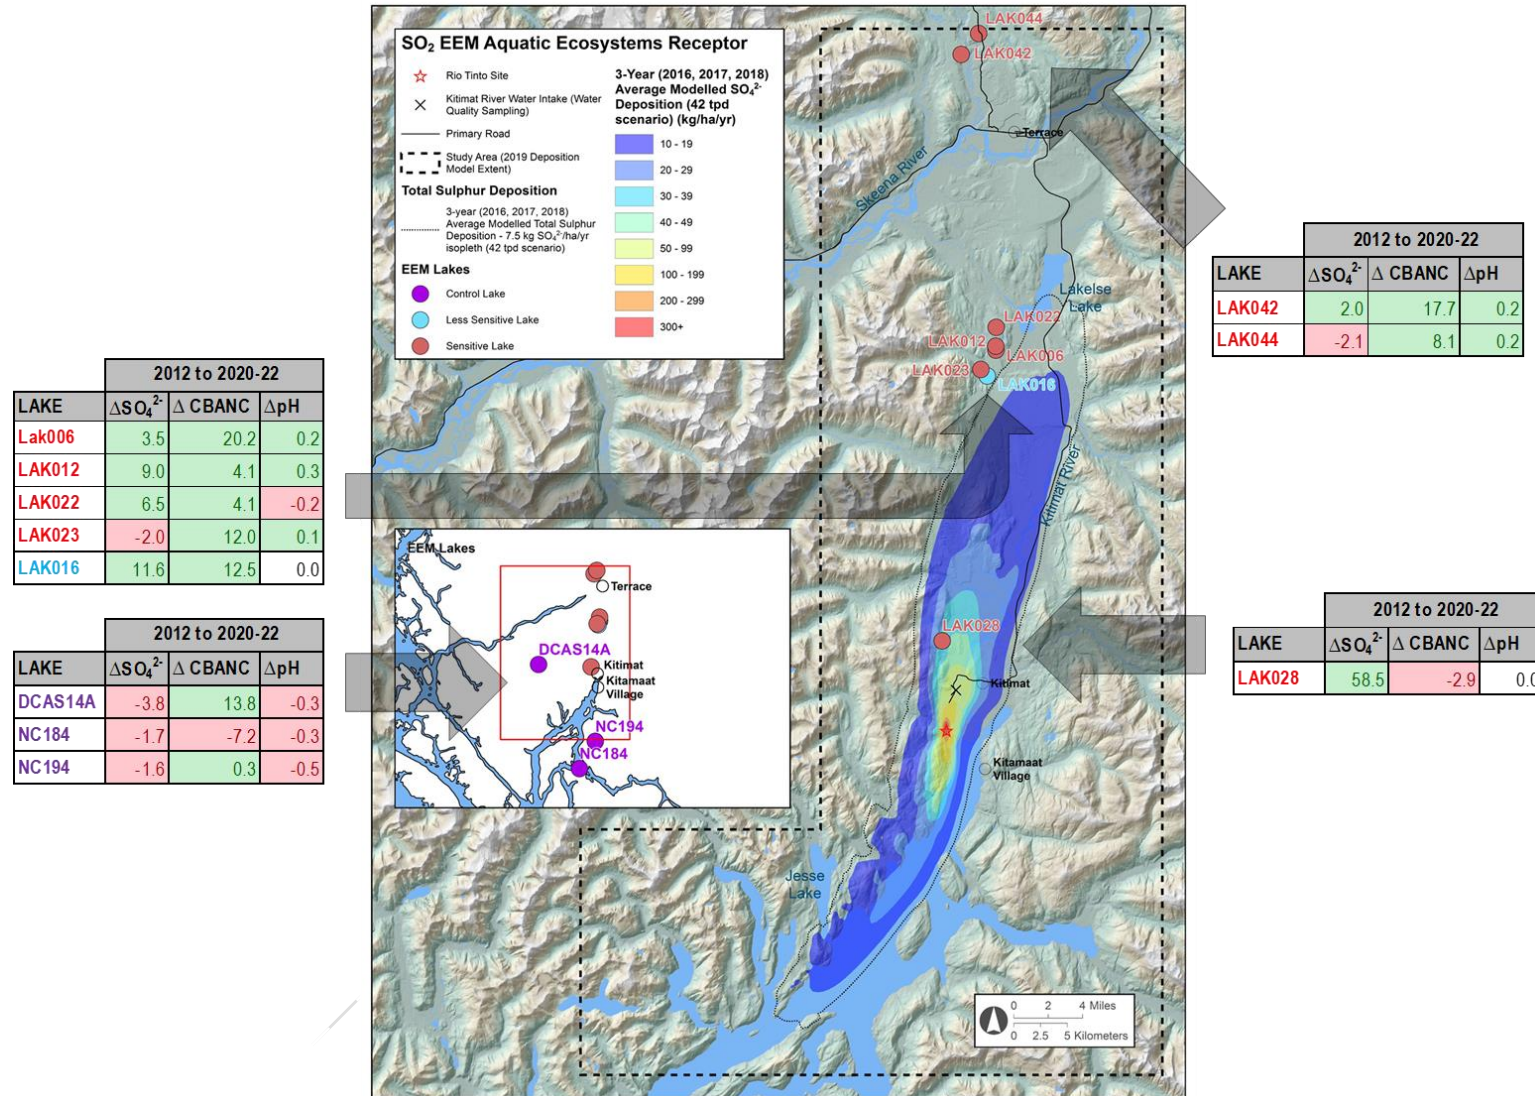 SO₂ EEM Aquatic Ecosystems Receptor
Rio Tinto Site
Kitimat River Water Intake (Water
Quality Sampling)
Primary Road
Study Area (2019 Deposition
Model Extent)
Total Sulphur Deposition
3-year (2016, 2017, 2018)
Average Modelled Total Sulphur
Deposition - 7.5 kg SO₄²⁻/ha/yr
isopleth (42 tpd scenario)
EEM Lakes
Control Lake
Less Sensitive Lake
Sensitive Lake
3-Year (2016, 2017, 2018)
Average Modelled SO₄²⁻
Deposition (42 tpd
scenario) (kg/ha/yr)
10 - 19
20 - 29
30 - 39
40 - 49
50 - 99
100 - 199
200 - 299
300+
LAK044
LAK042
Terrace
Skeena River
Lakelse
Lake
LAK022
LAK012
LAK006
LAK023
LAK016
Kitimat River
LAK028
Kitimat
Kitamaat
Village
Jesse
Lake
0 2 4 Miles
0 2.5 5 Kilometers
EEM Lakes
Terrace
DCAS14A
Kitimat
Kitamaat
Village
NC194
NC184
2012 to 2020-22
LAKE ΔSO₄²⁻ Δ CBANC ΔpH
Lak006 3.5 20.2 0.2
LAK012 9.0 4.1 0.3
LAK022 6.5 4.1 -0.2
LAK023 -2.0 12.0 0.1
LAK016 11.6 12.5 0.0
2012 to 2020-22
LAKE ΔSO₄²⁻ Δ CBANC ΔpH
DCAS14A -3.8 13.8 -0.3
NC184 -1.7 -7.2 -0.3
NC194 -1.6 0.3 -0.5
2012 to 2020-22
LAKE ΔSO₄²⁻ Δ CBANC ΔpH
LAK042 2.0 17.7 0.2
LAK044 -2.1 8.1 0.2
2012 to 2020-22
LAKE ΔSO₄²⁻ Δ CBANC ΔpH
LAK028 58.5 -2.9 0.0